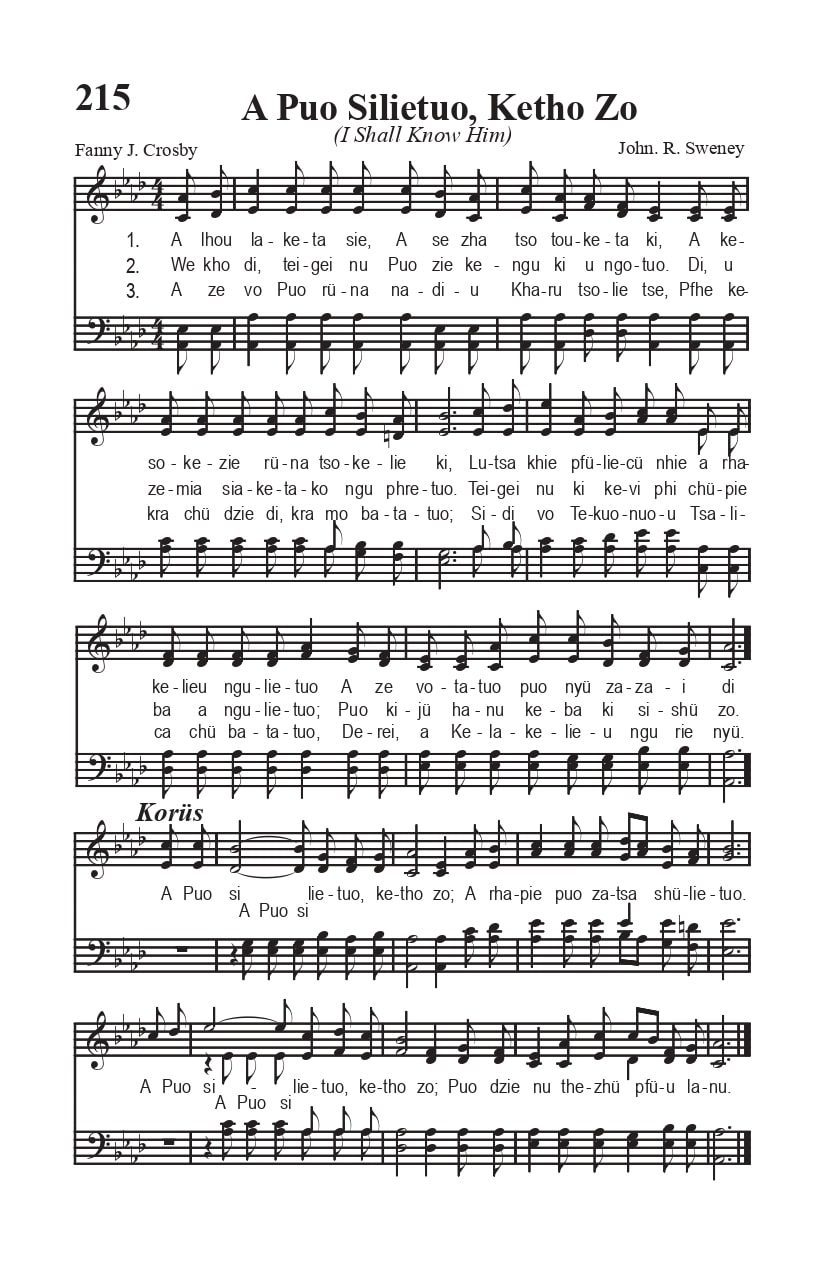 215
A Puo Silietuo, Ketho Zo
(I Shall Know Him)
Fanny J. Crosby
John. R. Sweney
1. A lhou la - ke - ta sie, A se zha tso tou - ke - ta ki, A ke -
2. We kho di, tei - gei nu Puo zie ke - ngu ki u ngo - tuo. Di, u
3. A ze vo Puo rü - na na - di - u Kha - ru tso - lie tse, Pfhe ke -
so - ke - zie rü - na tso - ke - lie ki, Lu - tsa khie pfü - lie - cü nhie a rha -
ze - mia sia - ke - ta - ko ngu phre - tuo. Tei - gei nu ki ke - vi phi chü - pie
kra chü dzie di, kra mo ba - ta - tuo; Si - di vo Te - kuo - nuo - u Tsa - li -
ke - lieu ngu - lie - tuo A ze vo - ta - tuo puo nyü za - za - i di
ba a ngu - lie - tuo; Puo ki - jü ha - nu ke - ba ki si - shü zo.
ca chü ba - ta - tuo, De - rei, a Ke - la - ke - lie - u ngu rie nyü.
Korüs
A Puo si lie - tuo, ke - tho zo; A rha - pie puo za - tsa shü - lie - tuo.
A Puo si
A Puo si - lie - tuo, ke - tho zo; Puo dzie nu the - zhü pfü - u la - nu.
A Puo si